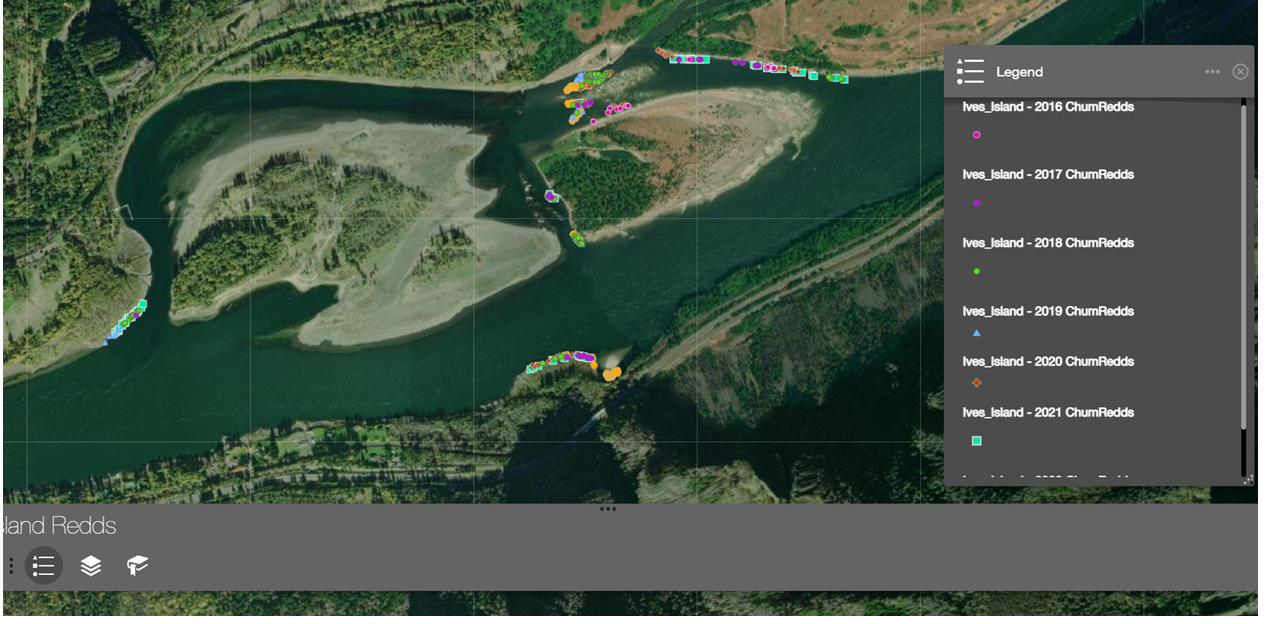 Legend
Ives_Island - 2016 ChumRedds
Ives_Island - 2017 ChumRedds
Ives_Island - 2018 ChumRedds
Ives_Island - 2019 ChumRedds
Ives_Island - 2020 ChumRedds
Ives_Island - 2021 ChumRedds
sland Redds